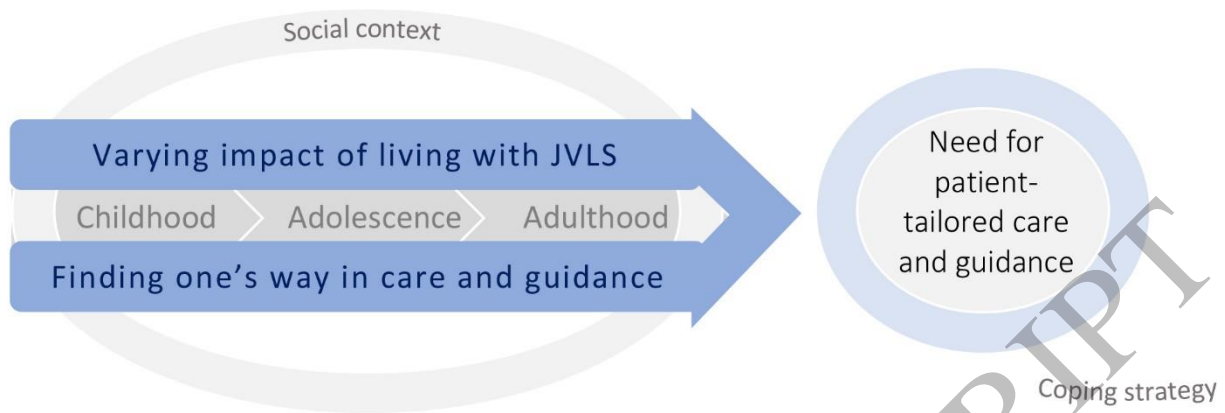 Social context
Varying impact of living with JVLS
Childhood
Adolescence
Adulthood
Finding one's way in care and guidance
Need for
patient-
tailored care
and guidance
Coping strategy